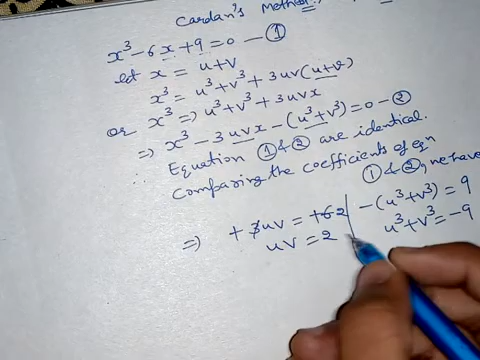 Cardan's Method
x³-6x+9=0 — ①
let x = u+v
x³ = u³+v³+3uv(u+v)
or x³ => u³+v³+3uvx
=> x³-3uvx-(u³+v³)=0 — ②
∴ Equation ①&② are identical.
Comparing the coefficients of eqⁿ
①&②, we have
=> +3uv = +62 | -(u³+v³) = 9
uv = 2 | u³+v³ = -9